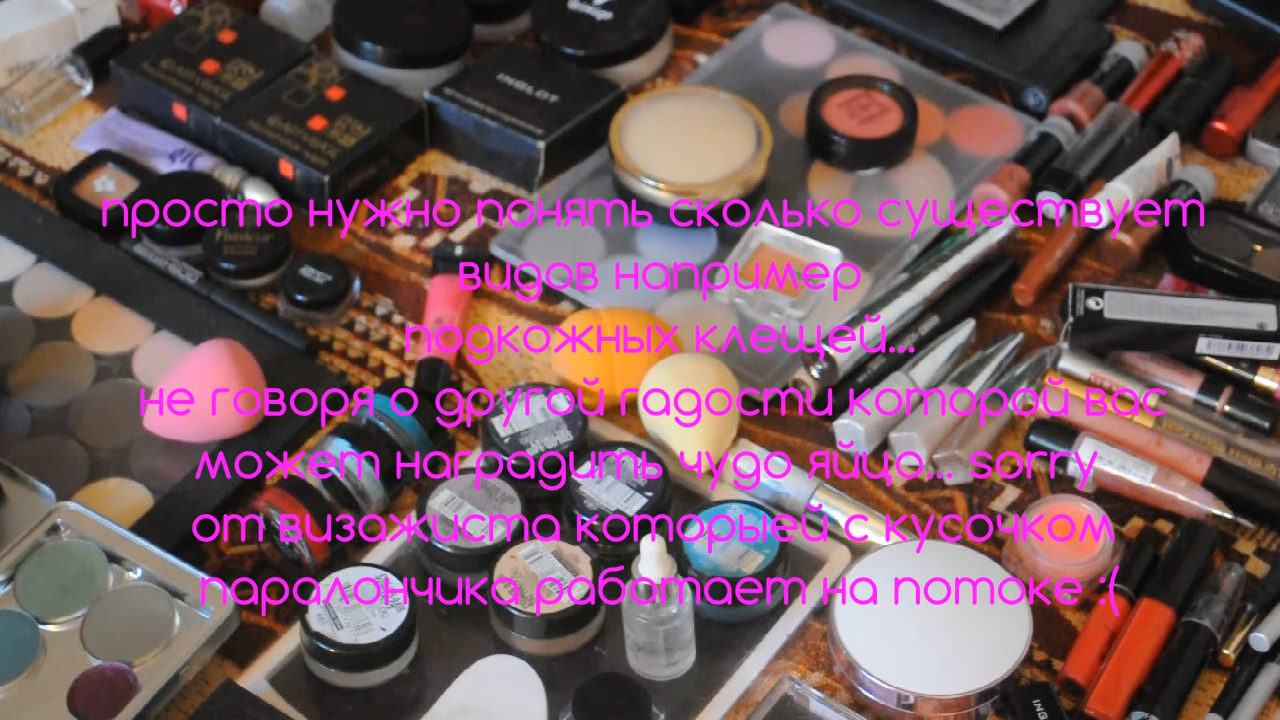 INGLOT
просто нужно понять сколько существует
видов например
подкожных клещей...
не говоря о другой гадости которой вас
может наградить чудо яйцо... sorry
от визажиста которыей с кусочком
паралончика работает на потоке :(